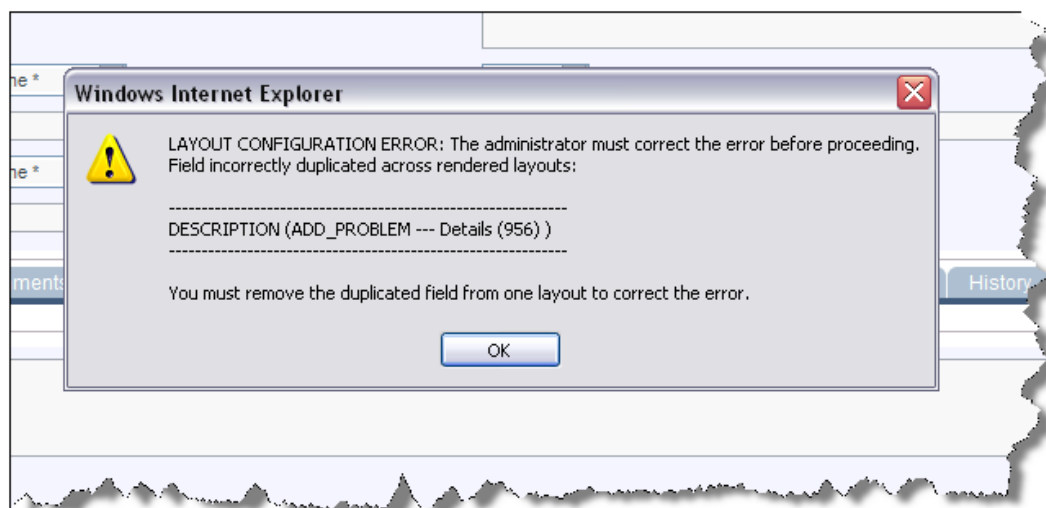 ne *
Windows Internet Explorer
LAYOUT CONFIGURATION ERROR: The administrator must correct the error before proceeding.
Field incorrectly duplicated across rendered layouts:
-------------------------------------------------------------
DESCRIPTION (ADD_PROBLEM --- Details (956) )
-------------------------------------------------------------
ne *
You must remove the duplicated field from one layout to correct the error.
ments
History
OK